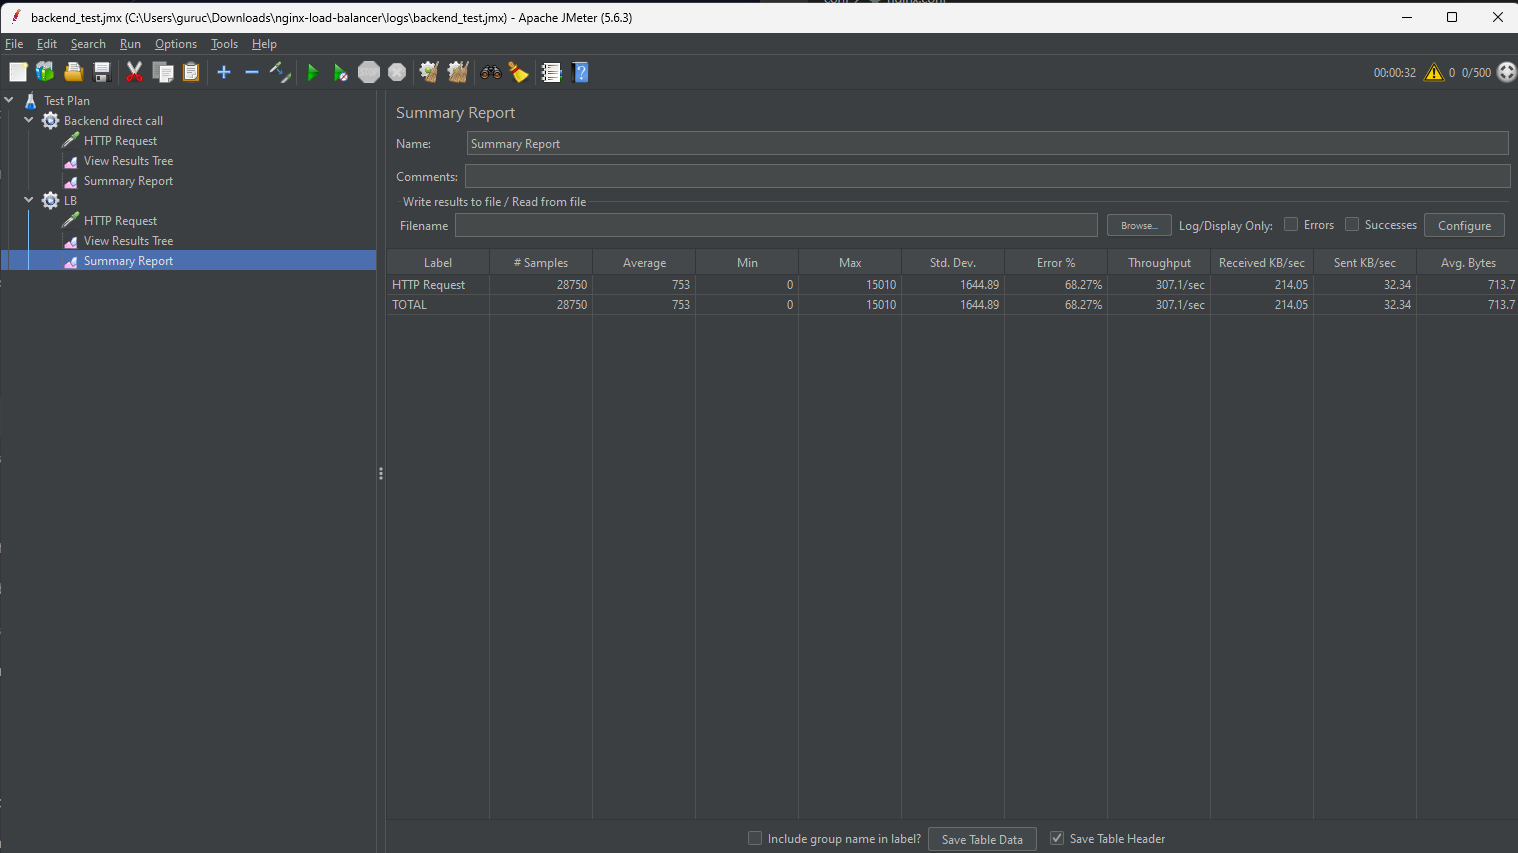 backend_test.jmx (C:\Users\guruc\Downloads\nginx-load-balancer\logs\backend_test.jmx) - Apache JMeter (5.6.3)
File Edit Search Run Options Tools Help
STOP
00:00:32 0 0/500
Test Plan
Backend direct call
HTTP Request
View Results Tree
Summary Report
LB
HTTP Request
View Results Tree
Summary Report
Summary Report
Name: Summary Report
Comments:
Write results to file / Read from file
Filename Browse... Log/Display Only: Errors Successes Configure
Label # Samples Average Min Max Std. Dev. Error % Throughput Received KB/sec Sent KB/sec Avg. Bytes
HTTP Request 28750 753 0 15010 1644.89 68.27% 307.1/sec 214.05 32.34 713.7
TOTAL 28750 753 0 15010 1644.89 68.27% 307.1/sec 214.05 32.34 713.7
Include group name in label? Save Table Data Save Table Header